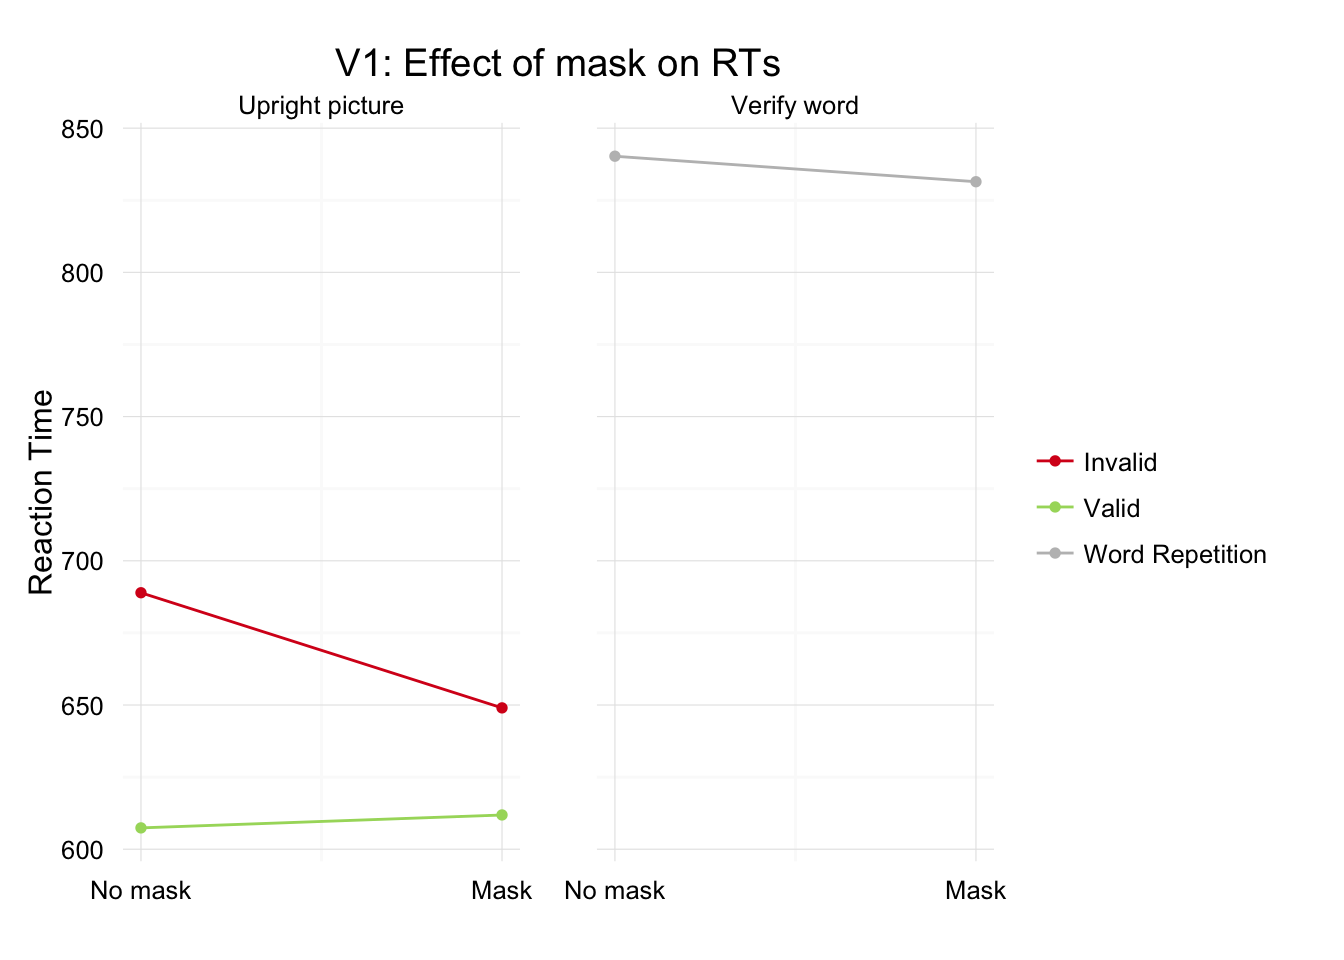 V1: Effect of mask on RTs
Upright picture
Verify word
850
800
750
700
650
600
Reaction Time
No mask
Mask
No mask
Mask
Invalid
Valid
Word Repetition